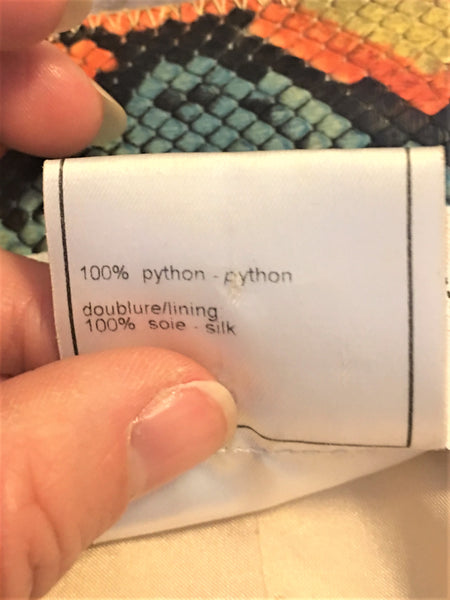 100% python - python
doublure/lining
100% soie - silk